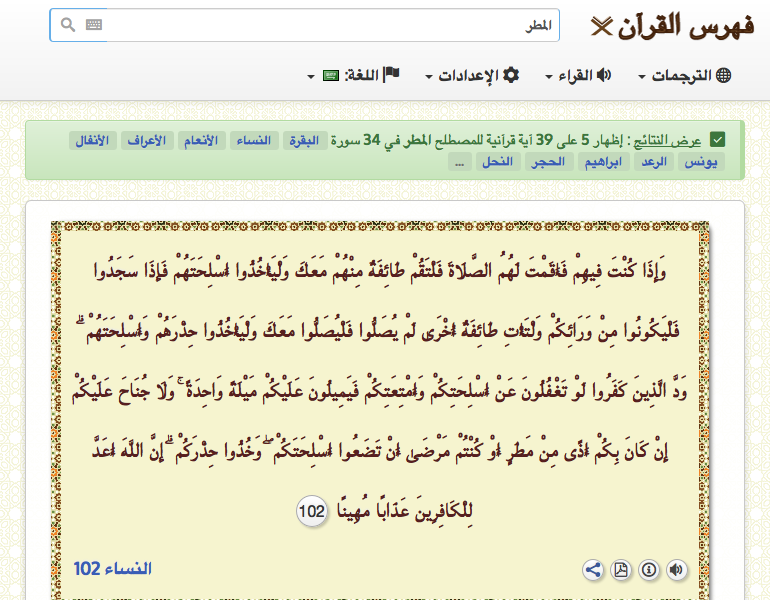 فهرس القرآن
المطر
الترجمات
القراء
الإعدادات
اللغة:
عرض النتائج : إظهار 5 على 39 آية قرآنية للمصطلح المطر في 34 سورة البقرة النساء الأنعام الأعراف الأنفال
يونس الرعد ابراهيم الحجر النحل ...
وَإِذَا كُنْتَ فِيهِمْ فَأَقَمْتَ لَهُمُ الصَّلَاةَ فَلْتَقُمْ طَائِفَةٌ مِنْهُمْ مَعَكَ وَلْيَأْخُذُوا أَسْلِحَتَهُمْ فَإِذَا سَجَدُوا
فَلْيَكُونُوا مِنْ وَرَائِكُمْ وَلْتَأْتِ طَائِفَةٌ أُخْرَى لَمْ يُصَلُّوا فَلْيُصَلُّوا مَعَكَ وَلْيَأْخُذُوا حِذْرَهُمْ وَأَسْلِحَتَهُمْ ۗ
وَدَّ الَّذِينَ كَفَرُوا لَوْ تَغْفُلُونَ عَنْ أَسْلِحَتِكُمْ وَأَمْتِعَتِكُمْ فَيَمِيلُونَ عَلَيْكُمْ مَيْلَةً وَاحِدَةً ۚ وَلَا جُنَاحَ عَلَيْكُمْ
إِنْ كَانَ بِكُمْ أَذًى مِنْ مَطَرٍ أَوْ كُنْتُمْ مَرْضَىٰ أَنْ تَضَعُوا أَسْلِحَتَكُمْ ۖ وَخُذُوا حِذْرَكُمْ ۗ إِنَّ اللَّهَ أَعَدَّ
لِلْكَافِرِينَ عَذَابًا مُهِينًا 102
النساء 102